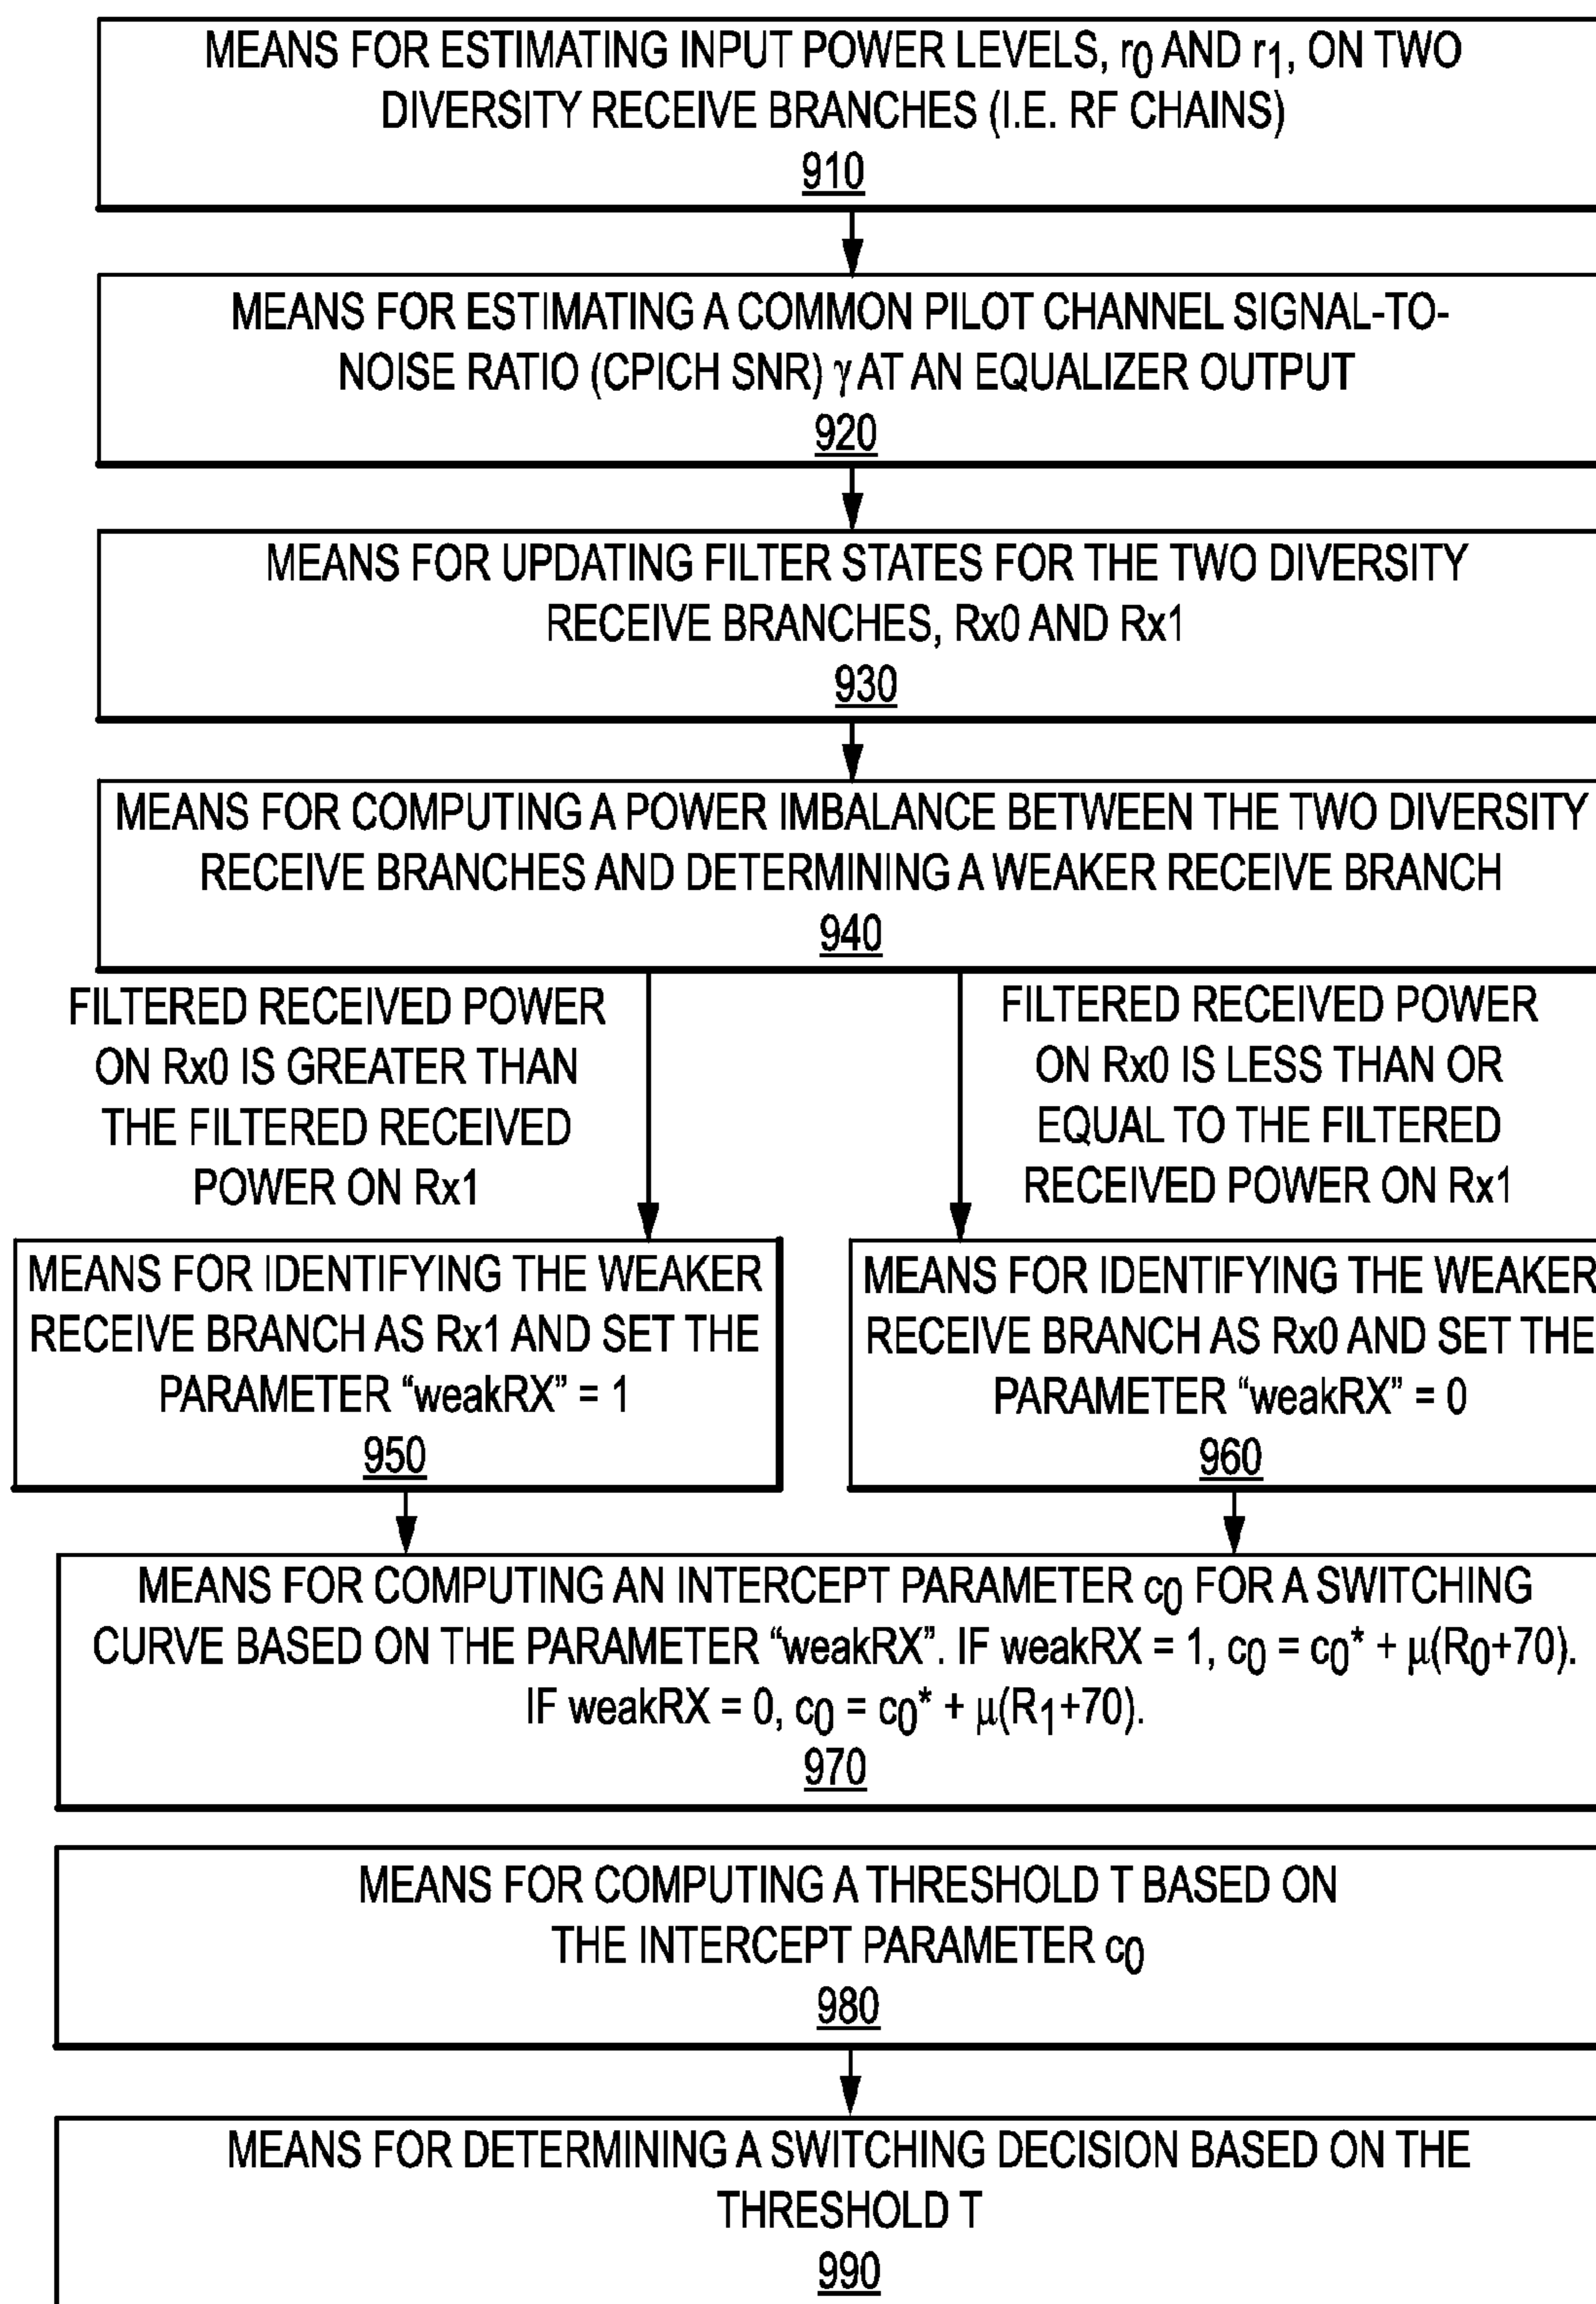 MEANS FOR ESTIMATING INPUT POWER LEVELS, r0 AND r1, ON TWO
DIVERSITY RECEIVE BRANCHES (I.E. RF CHAINS)
910
MEANS FOR ESTIMATING A COMMON PILOT CHANNEL SIGNAL-TO-
NOISE RATIO (CPICH SNR) γ AT AN EQUALIZER OUTPUT
920
MEANS FOR UPDATING FILTER STATES FOR THE TWO DIVERSITY
RECEIVE BRANCHES, Rx0 AND Rx1
930
MEANS FOR COMPUTING A POWER IMBALANCE BETWEEN THE TWO DIVERSITY
RECEIVE BRANCHES AND DETERMINING A WEAKER RECEIVE BRANCH
940
FILTERED RECEIVED POWER
ON Rx0 IS GREATER THAN
THE FILTERED RECEIVED
POWER ON Rx1
FILTERED RECEIVED POWER
ON Rx0 IS LESS THAN OR
EQUAL TO THE FILTERED
RECEIVED POWER ON Rx1
MEANS FOR IDENTIFYING THE WEAKER
RECEIVE BRANCH AS Rx1 AND SET THE
PARAMETER “weakRX” = 1
950
MEANS FOR IDENTIFYING THE WEAKER
RECEIVE BRANCH AS Rx0 AND SET THE
PARAMETER “weakRX” = 0
960
MEANS FOR COMPUTING AN INTERCEPT PARAMETER c0 FOR A SWITCHING
CURVE BASED ON THE PARAMETER “weakRX”. IF weakRX = 1, c0 = c0* + μ(R0+70).
IF weakRX = 0, c0 = c0* + μ(R1+70).
970
MEANS FOR COMPUTING A THRESHOLD T BASED ON
THE INTERCEPT PARAMETER c0
980
MEANS FOR DETERMINING A SWITCHING DECISION BASED ON THE
THRESHOLD T
990